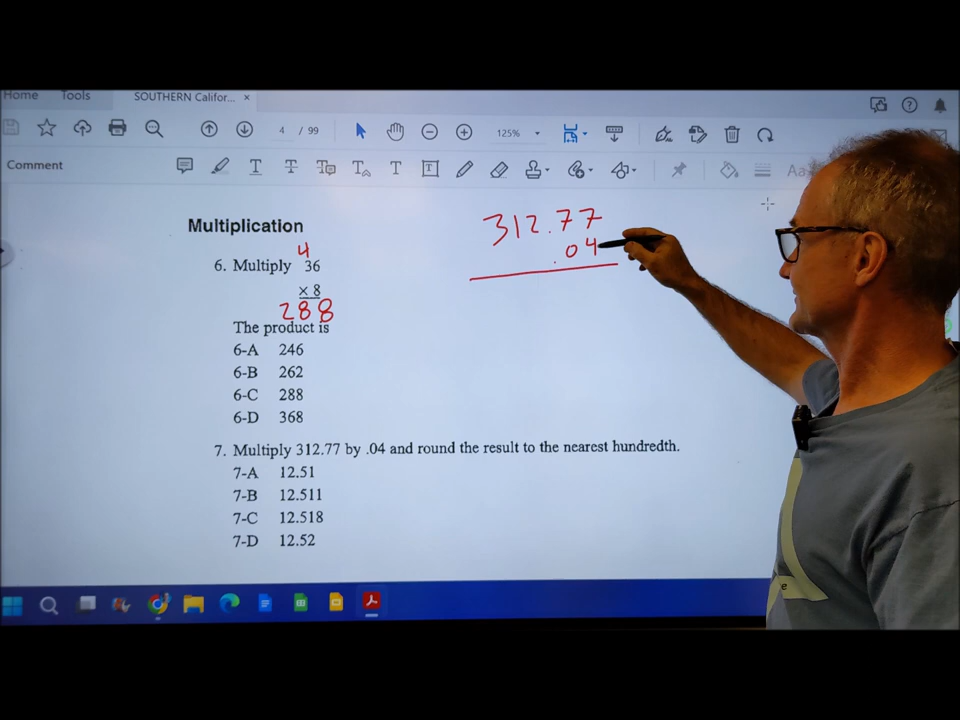 Home Tools SOUTHERN Califor... ×
4 / 99 125%
Comment
Multiplication
312.77
.04
4
6. Multiply 36
× 8
288
The product is
6-A 246
6-B 262
6-C 288
6-D 368
7. Multiply 312.77 by .04 and round the result to the nearest hundredth.
7-A 12.51
7-B 12.511
7-C 12.518
7-D 12.52